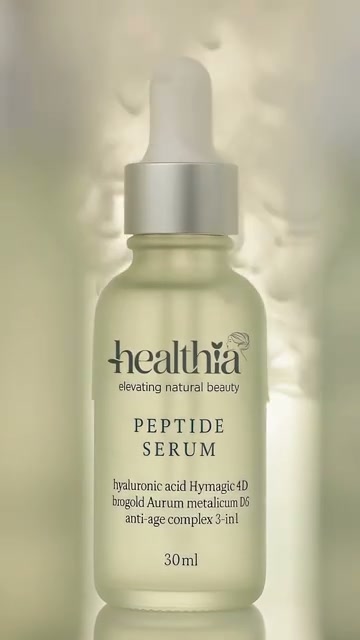 healthia
elevating natural beauty
PEPTIDE
SERUM
hyaluronic acid Hymagic 4D
brogold Aurum metalicum D6
anti-age complex 3-in1
30ml